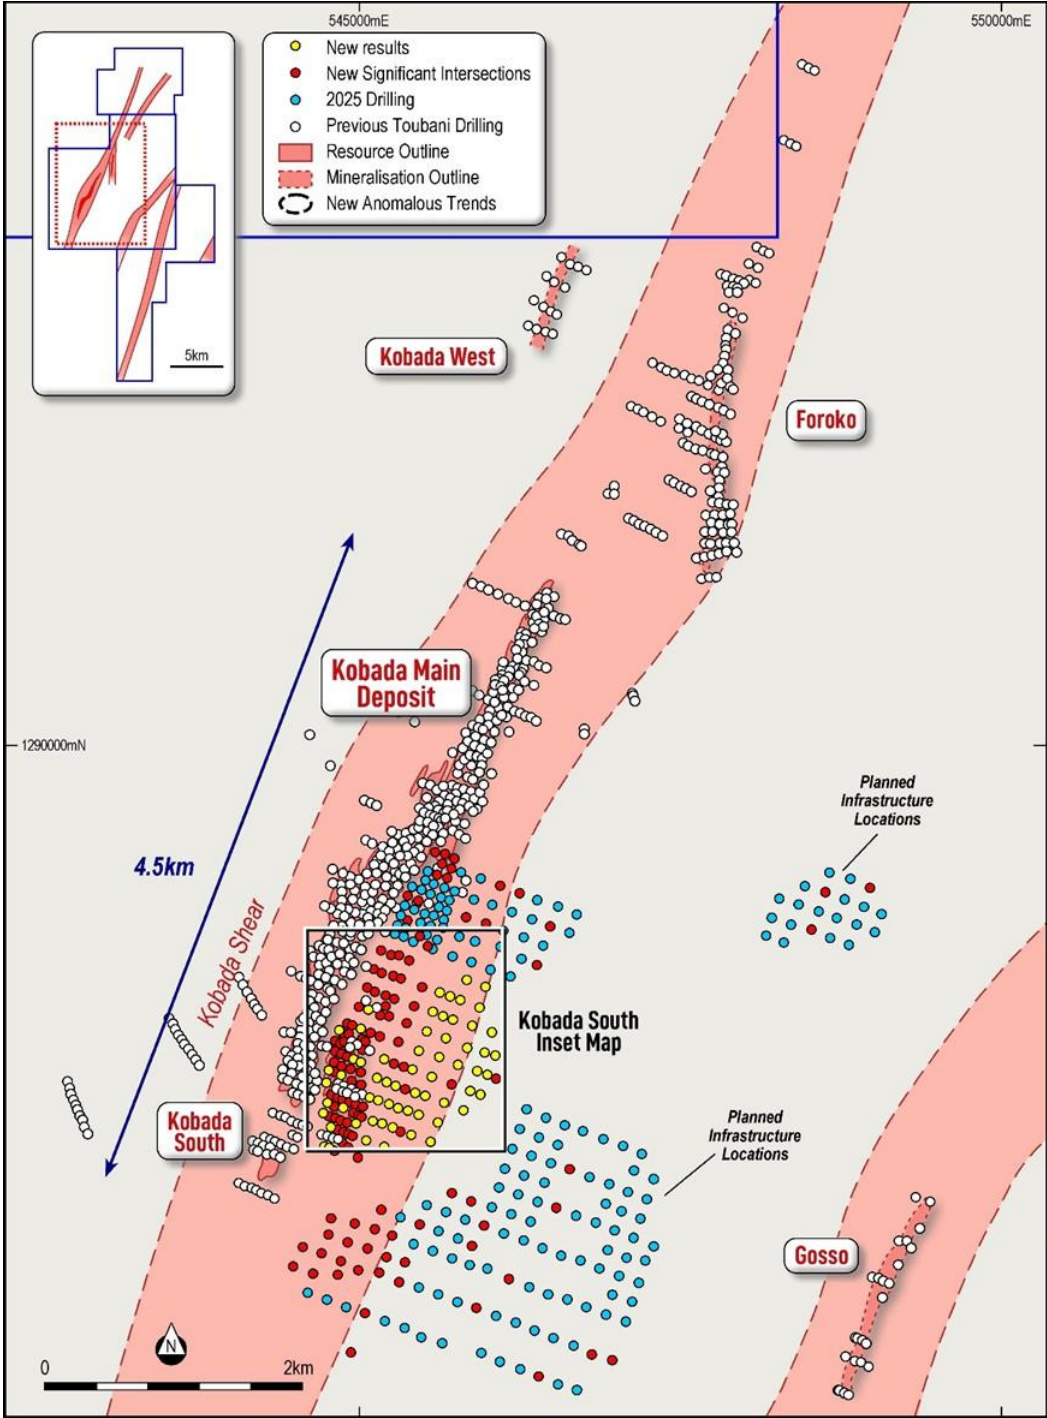 545000mE
550000mE
New results
New Significant Intersections
2025 Drilling
Previous Toubani Drilling
Resource Outline
Mineralisation Outline
New Anomalous Trends
5km
Kobada West
Foroko
Kobada Main
Deposit
1290000mN
Planned
Infrastructure
Locations
4.5km
Kobada Shear
Kobada South
Inset Map
Kobada
South
Planned
Infrastructure
Locations
Gosso
N
0
2km